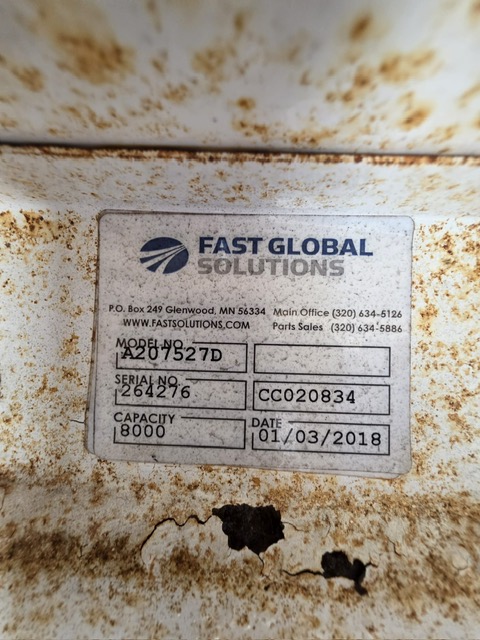 FAST GLOBAL
SOLUTIONS
P.O. Box 249 Glenwood, MN 56334 Main Office (320) 634-5126
WWW.FASTSOLUTIONS.COM Parts Sales (320) 634-5886
MODEL NO.
A207527D
SERIAL NO.
264276 CC020834
CAPACITY DATE
8000 01/03/2018